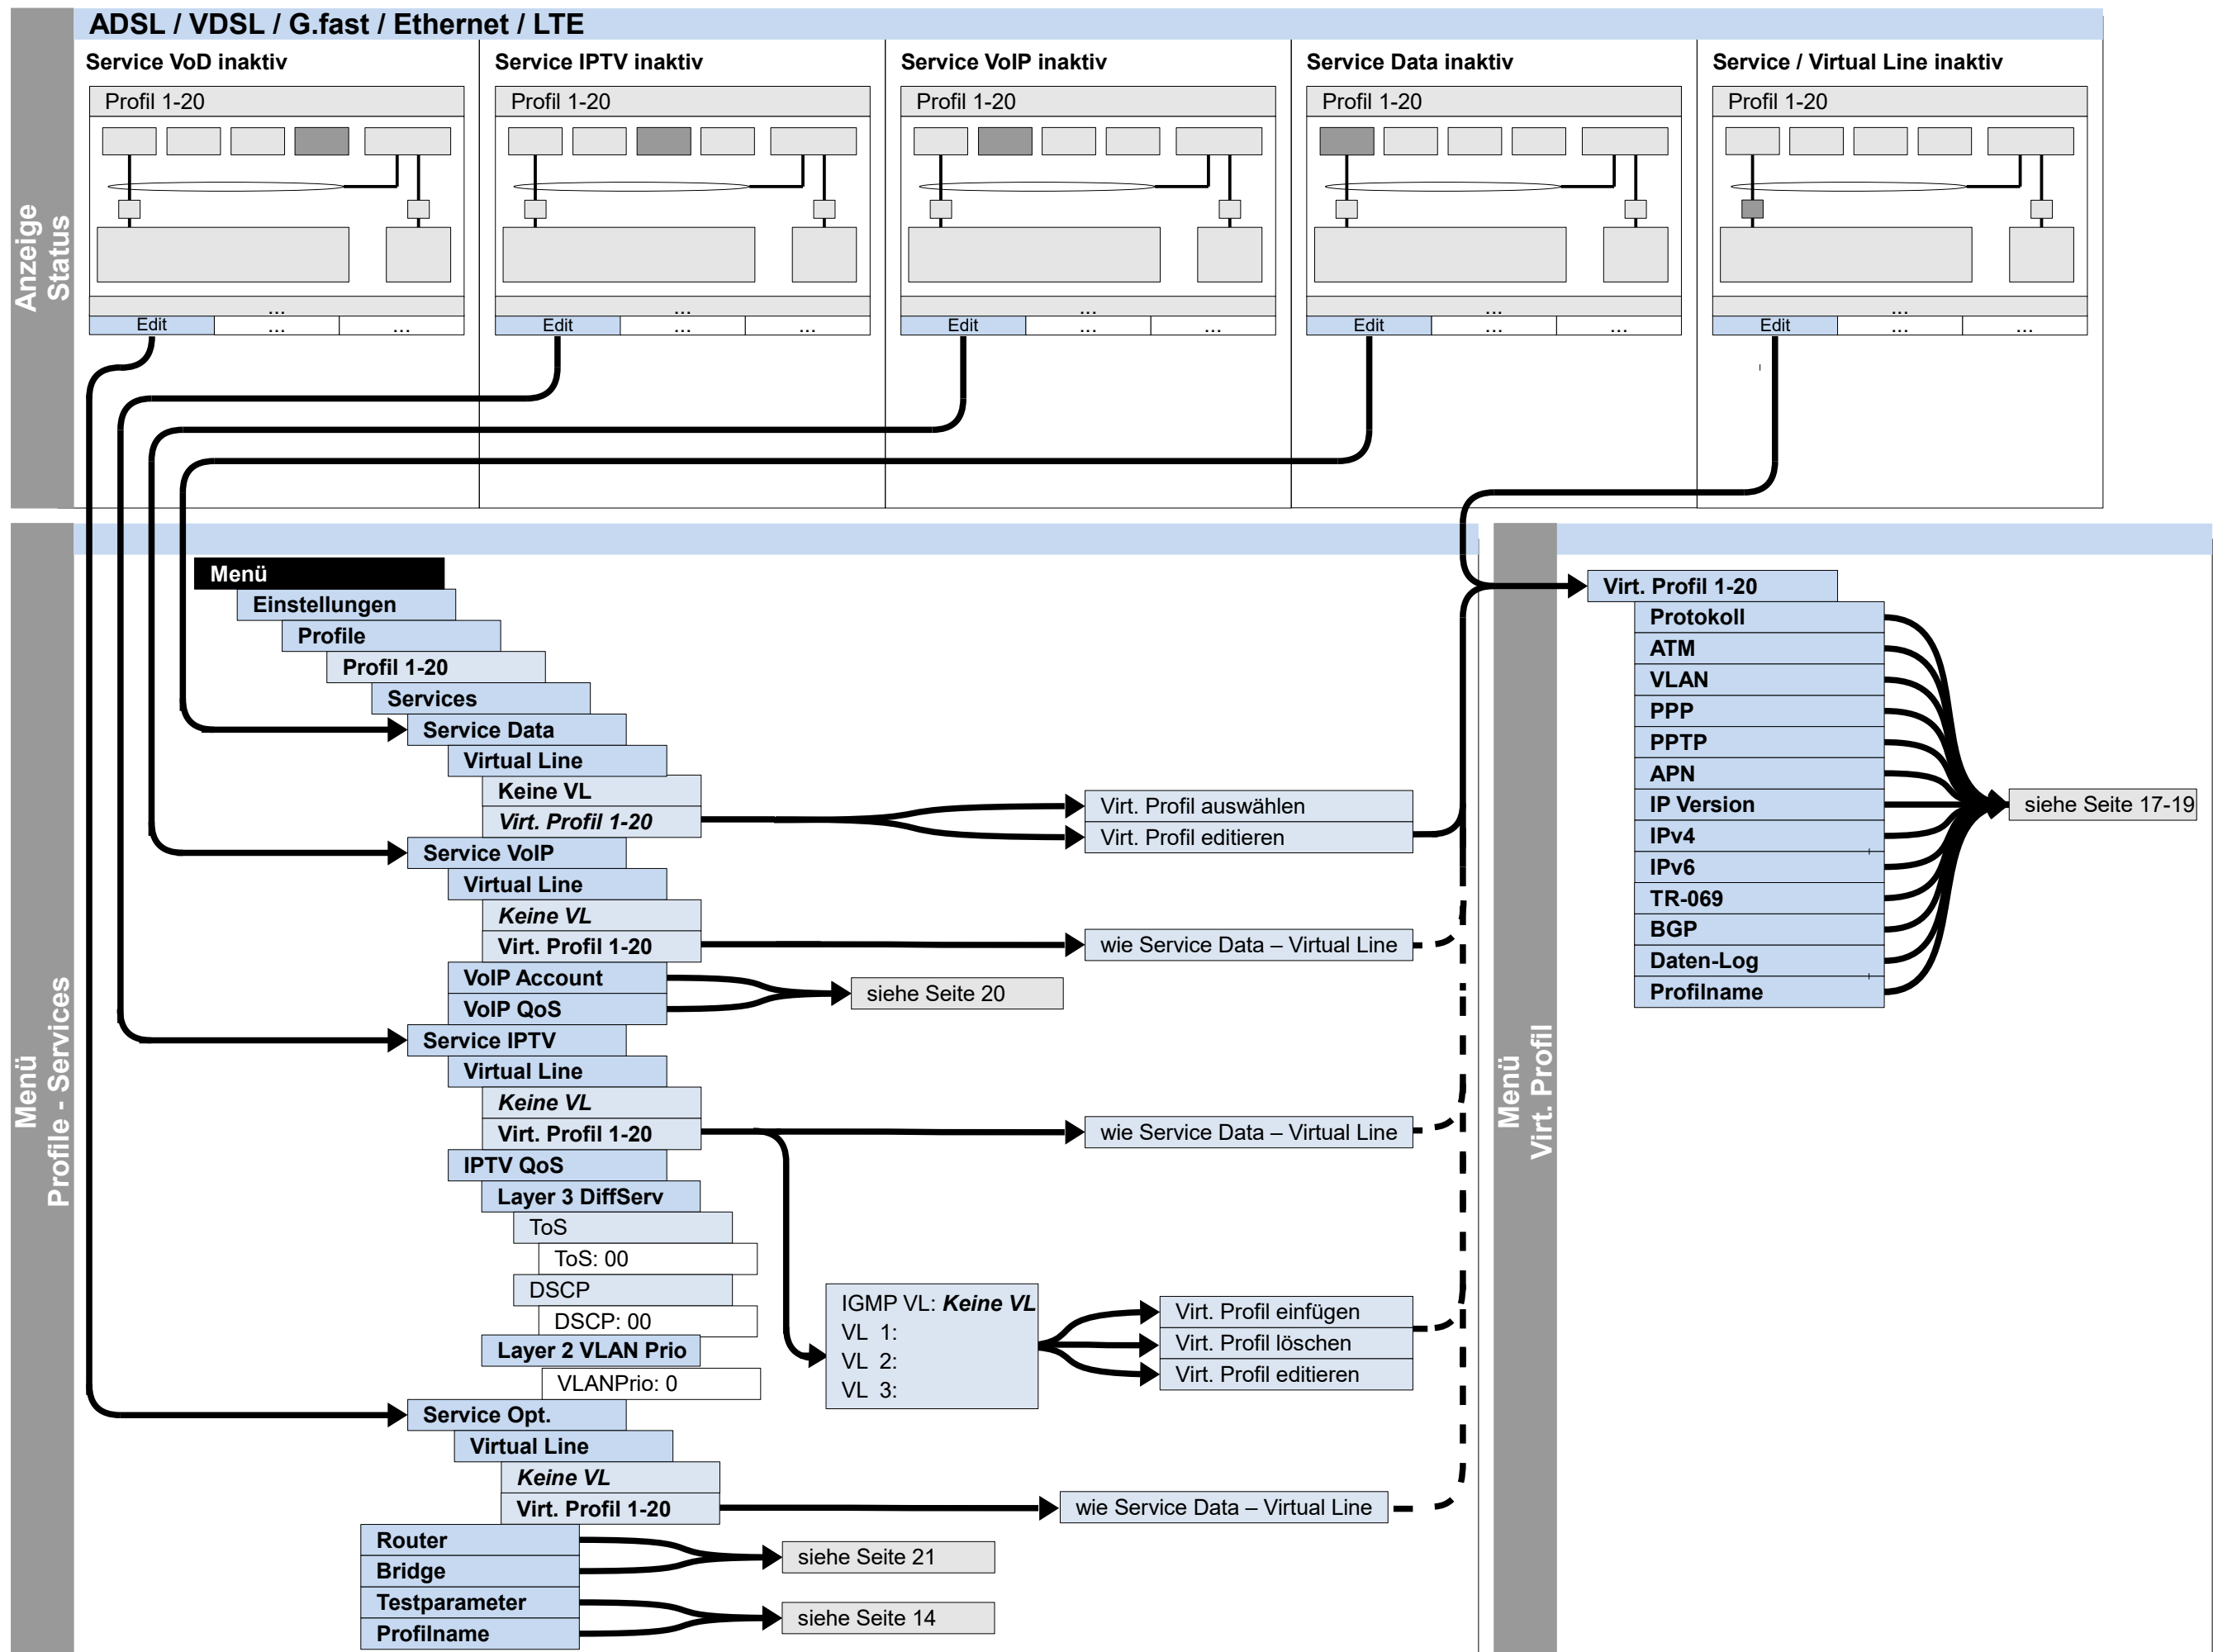 ADSL / VDSL / G.fast / Ethernet / LTE
Anzeige
Status
Service VoD inaktiv
Profil 1-20
...
Edit
...
...
Service IPTV inaktiv
Profil 1-20
...
Edit
...
...
Service VoIP inaktiv
Profil 1-20
...
Edit
...
...
Service Data inaktiv
Profil 1-20
...
Edit
...
...
Service / Virtual Line inaktiv
Profil 1-20
...
Edit
...
...
Menü
Profile - Services
Menü
Einstellungen
Profile
Profil 1-20
Services
Service Data
Virtual Line
Keine VL
Virt. Profil 1-20
Virt. Profil auswählen
Virt. Profil editieren
Service VoIP
Virtual Line
Keine VL
Virt. Profil 1-20
wie Service Data – Virtual Line
VoIP Account
VoIP QoS
siehe Seite 20
Service IPTV
Virtual Line
Keine VL
Virt. Profil 1-20
wie Service Data – Virtual Line
IPTV QoS
Layer 3 DiffServ
ToS
ToS: 00
DSCP
DSCP: 00
Layer 2 VLAN Prio
VLANPrio: 0
IGMP VL: Keine VL
VL 1:
VL 2:
VL 3:
Virt. Profil einfügen
Virt. Profil löschen
Virt. Profil editieren
Service Opt.
Virtual Line
Keine VL
Virt. Profil 1-20
wie Service Data – Virtual Line
Router
Bridge
siehe Seite 21
Testparameter
Profilname
siehe Seite 14
Menü
Virt. Profil
Virt. Profil 1-20
Protokoll
ATM
VLAN
PPP
PPTP
APN
IP Version
IPv4
IPv6
TR-069
BGP
Daten-Log
Profilname
siehe Seite 17-19